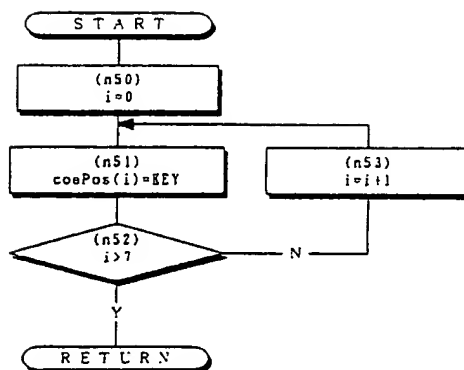 START
(n50)
i=0
(n51)
coePos(i)=KEY
(n53)
i=i+1
(n52)
i>7
N
Y
RETURN